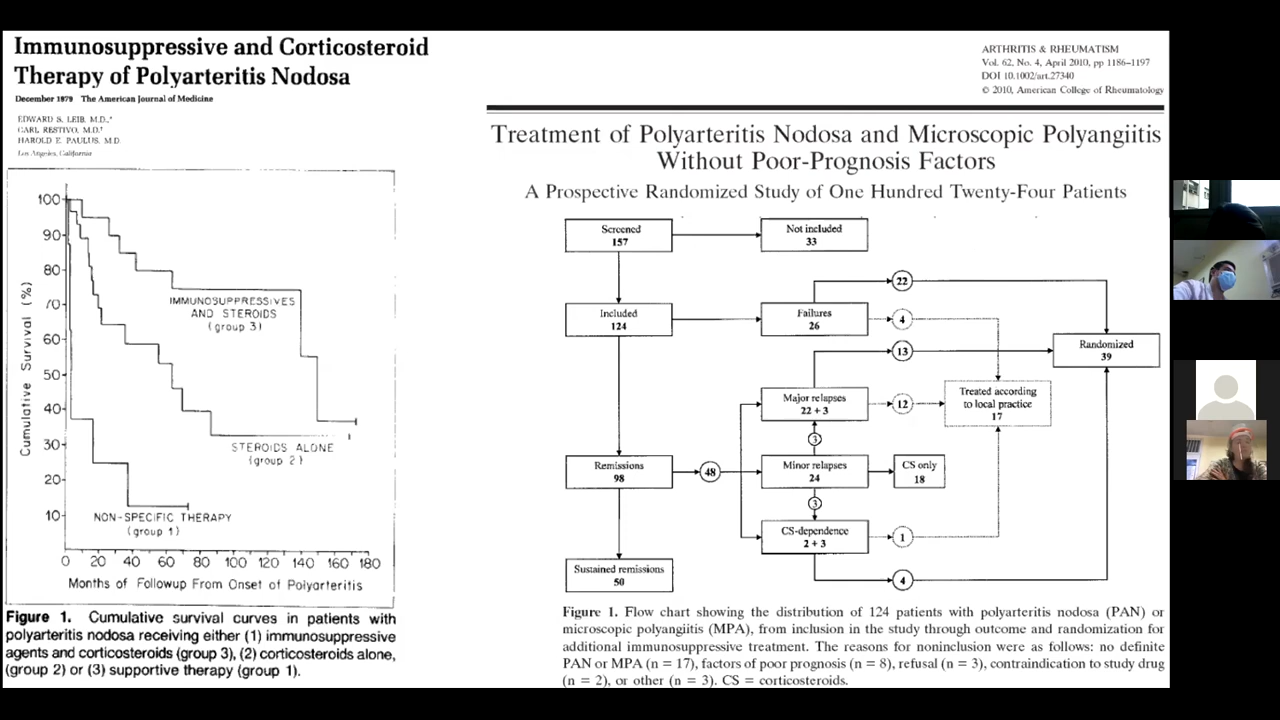 Immunosuppressive and Corticosteroid
Therapy of Polyarteritis Nodosa
December 1979 The American Journal of Medicine
EDWARD S. LEIB, M.D.,*
CARL RESTIVO, M.D.†
HAROLD E. PAULUS, M.D.
Los Angeles, California
Cumulative Survival (%)
100
90
80
70
60
50
40
30
20
10
IMMUNOSUPPRESSIVES
AND STEROIDS
(group 3)
STEROIDS ALONE
(group 2)
NON-SPECIFIC THERAPY
(group 1)
0 20 40 60 80 100 120 140 160 180
Months of Followup From Onset of Polyarteritis
Figure 1. Cumulative survival curves in patients with
polyarteritis nodosa receiving either (1) immunosuppressive
agents and corticosteroids (group 3), (2) corticosteroids alone,
(group 2) or (3) supportive therapy (group 1).
ARTHRITIS & RHEUMATISM
Vol. 62, No. 4, April 2010, pp 1186–1197
DOI 10.1002/art.27340
© 2010, American College of Rheumatology
Treatment of Polyarteritis Nodosa and Microscopic Polyangiitis
Without Poor-Prognosis Factors
A Prospective Randomized Study of One Hundred Twenty-Four Patients
Screened
157
Not included
33
Included
124
Failures
26
22
4
Randomized
39
13
Major relapses
22 + 3
12
Treated according
to local practice
17
3
Remissions
98
48
Minor relapses
24
CS only
18
3
CS-dependence
2 + 3
1
4
Sustained remissions
50
Figure 1. Flow chart showing the distribution of 124 patients with polyarteritis nodosa (PAN) or
microscopic polyangiitis (MPA), from inclusion in the study through outcome and randomization for
additional immunosuppressive treatment. The reasons for noninclusion were as follows: no definite
PAN or MPA (n = 17), factors of poor prognosis (n = 8), refusal (n = 3), contraindication to study drug
(n = 2), or other (n = 3). CS = corticosteroids.